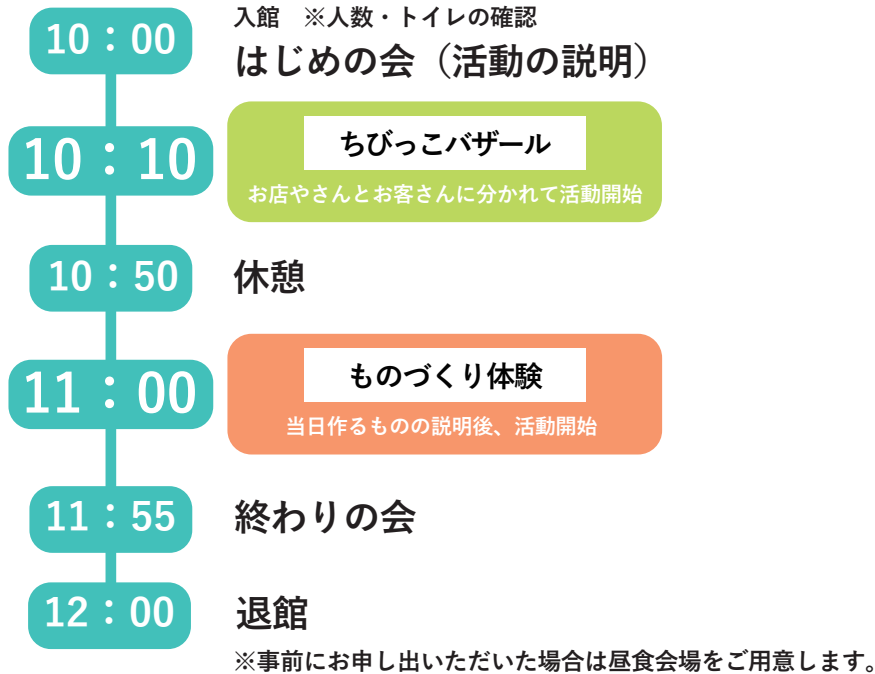 10：00
入館　※人数・トイレの確認
はじめの会（活動の説明）
10：10
ちびっこバザール
お店やさんとお客さんに分かれて活動開始
10：50
休憩
11：00
ものづくり体験
当日作るものの説明後、活動開始
11：55
終わりの会
12：00
退館
※事前にお申し出いただいた場合は昼食会場をご用意します。